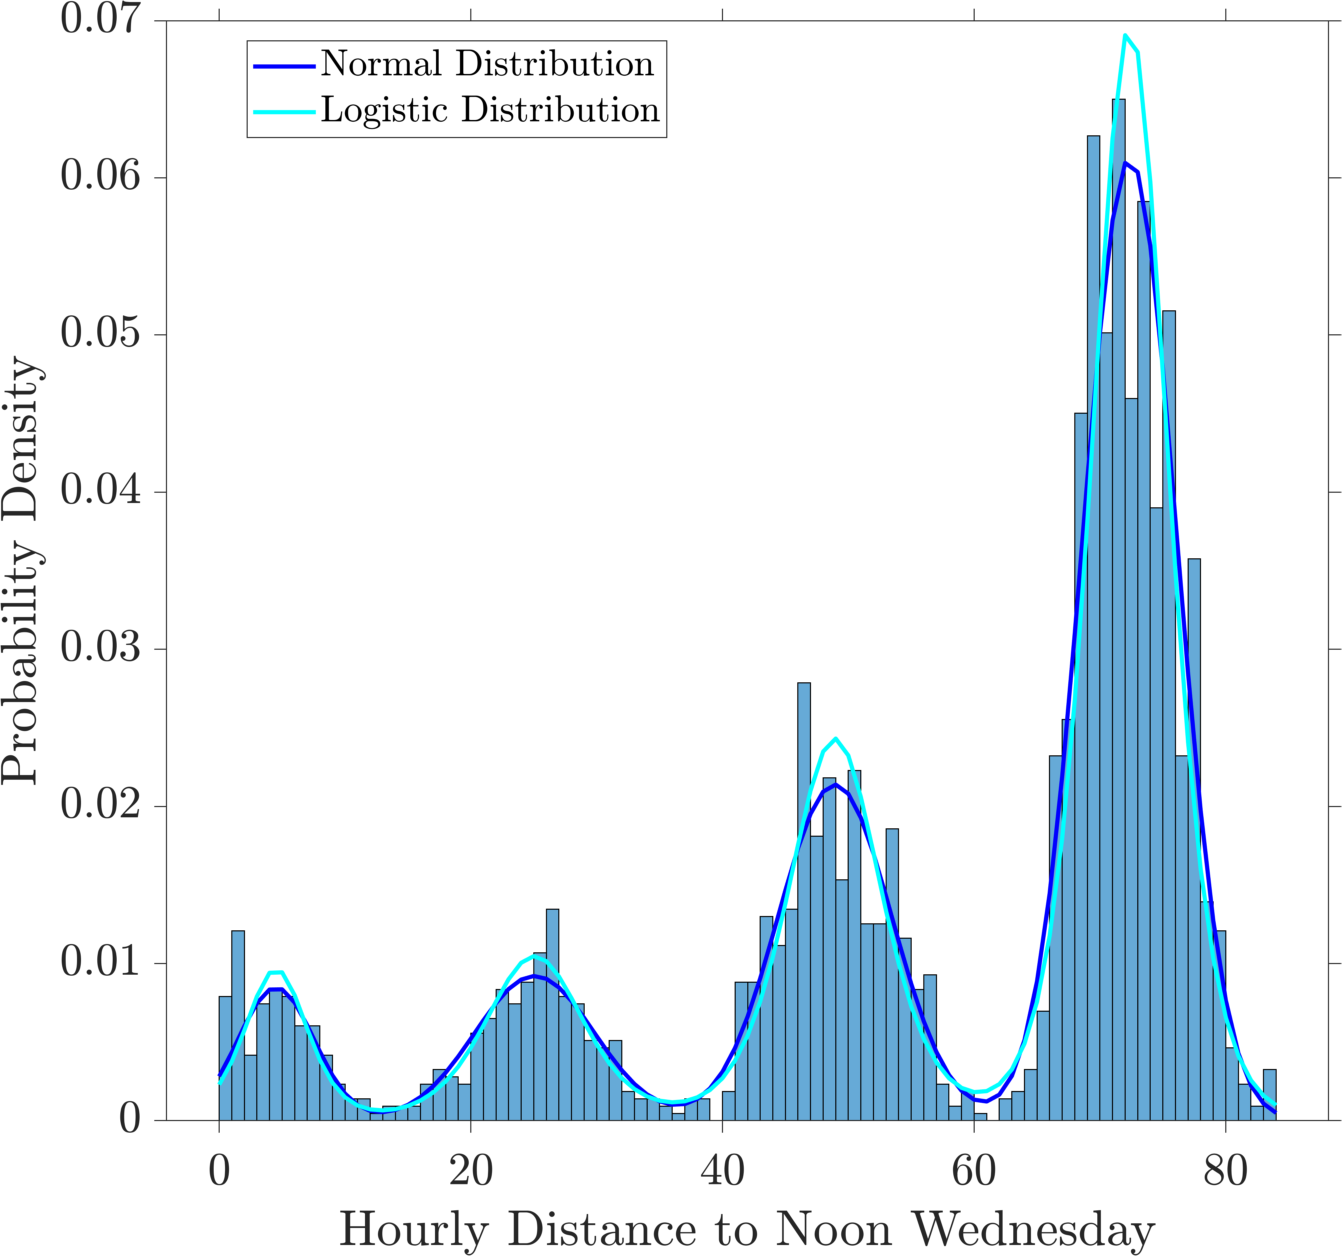 0.07
0.06
0.05
0.04
0.03
0.02
0.01
0
Probability Density
Normal Distribution
Logistic Distribution
0 20 40 60 80
Hourly Distance to Noon Wednesday